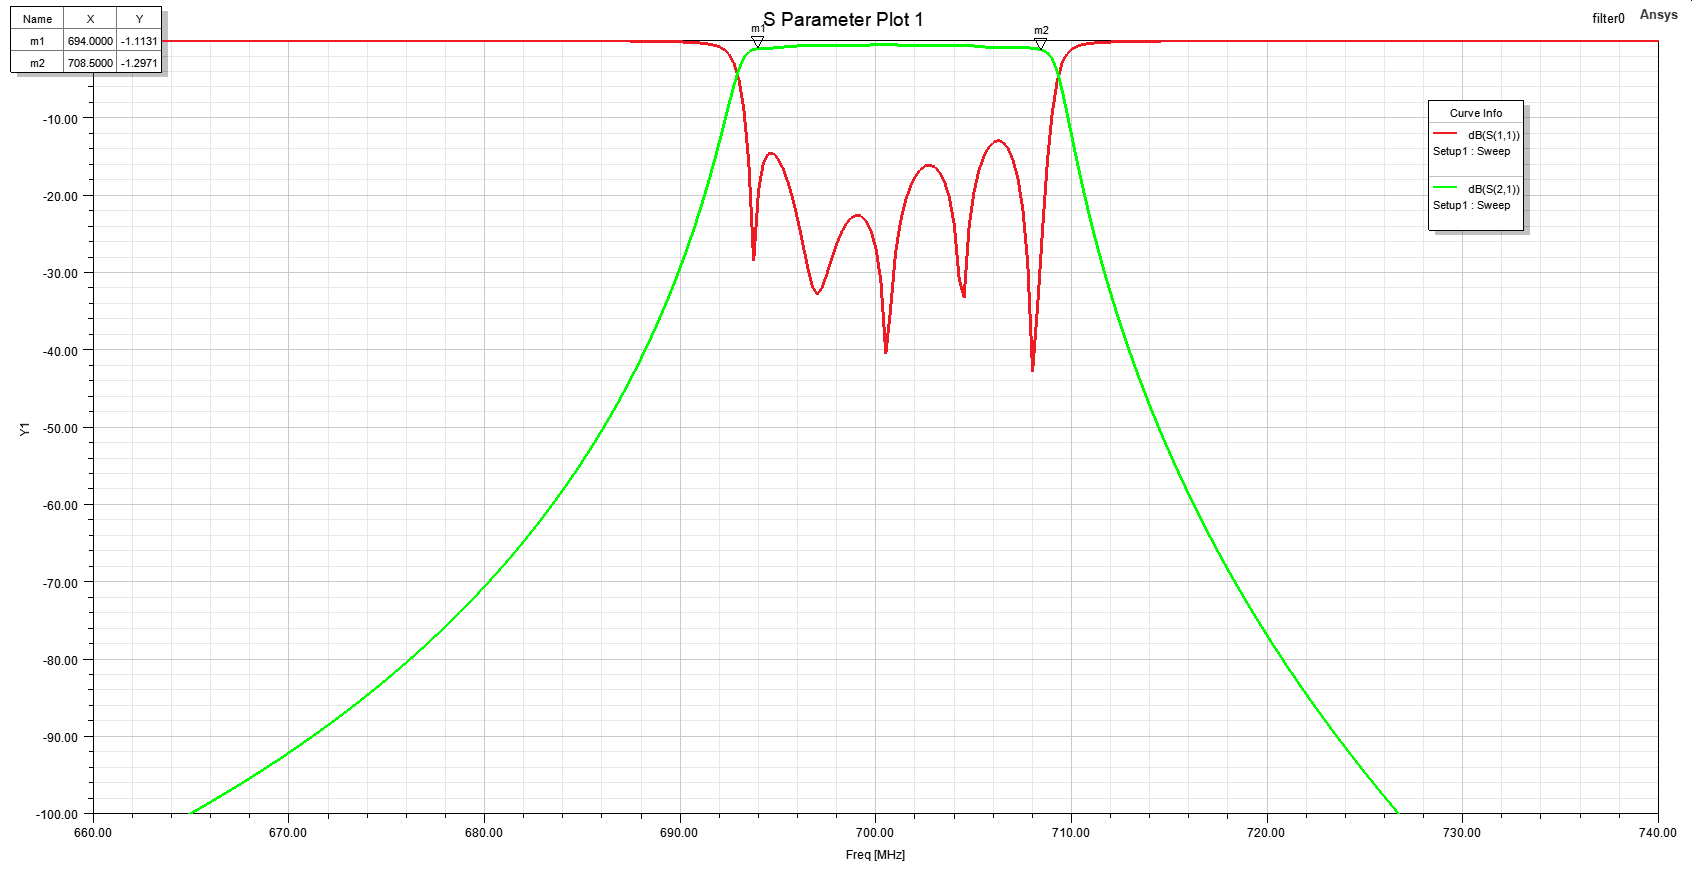 S Parameter Plot 1
filter0
Ansys
Name X Y
m1 694.0000 -1.1131
m2 708.5000 -1.2971
m1
m2
Curve Info
dB(S(1,1))
Setup1 : Sweep
dB(S(2,1))
Setup1 : Sweep
-10.00
-20.00
-30.00
-40.00
-50.00
-60.00
-70.00
-80.00
-90.00
-100.00
Y1
660.00 670.00 680.00 690.00 700.00 710.00 720.00 730.00 740.00
Freq [MHz]